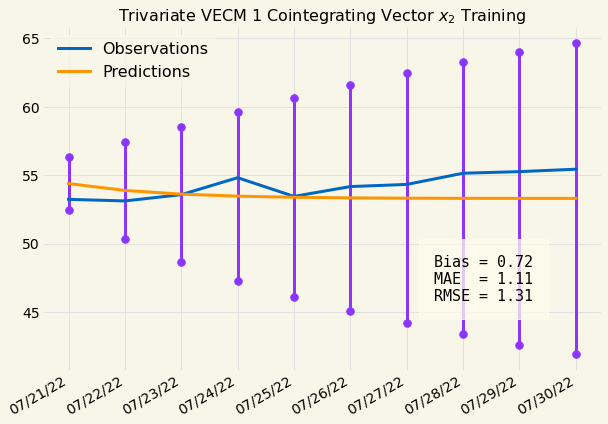 Trivariate VECM 1 Cointegrating Vector x₂ Training
Observations
Predictions
65
60
55
50
45
Bias = 0.72
MAE  = 1.11
RMSE = 1.31
07/21/22
07/22/22
07/23/22
07/24/22
07/25/22
07/26/22
07/27/22
07/28/22
07/29/22
07/30/22